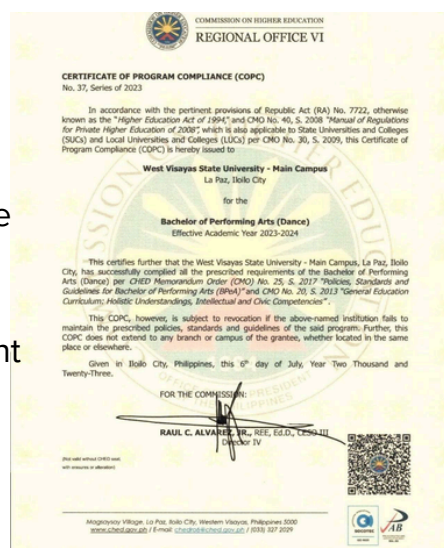 COMMISSION ON HIGHER EDUCATION
REGIONAL OFFICE VI
CERTIFICATE OF PROGRAM COMPLIANCE (COPC)
No. 37, Series of 2023
In accordance with the pertinent provisions of Republic Act (RA) No. 7722, otherwise
known as the "Higher Education Act of 1994," and CMO No. 40, S. 2008 "Manual of Regulations
for Private Higher Education of 2008", which is also applicable to State Universities and Colleges
(SUCs) and Local Universities and Colleges (LUCs) per CMO No. 30, S. 2009, this Certificate of
Program Compliance (COPC) is hereby issued to
West Visayas State University - Main Campus
La Paz, Iloilo City
for the
Bachelor of Performing Arts (Dance)
Effective Academic Year 2023-2024
This certifies further that the West Visayas State University - Main Campus, La Paz, Iloilo
City, has successfully complied all the prescribed requirements of the Bachelor of Performing
Arts (Dance) per CHED Memorandum Order (CMO) No. 25, S. 2017 "Policies, Standards and
Guidelines for Bachelor of Performing Arts (BPeA)" and CMO No. 20, S. 2013 "General Education
Curriculum: Holistic Understandings, Intellectual and Civic Competencies".
This COPC, however, is subject to revocation if the above-named institution fails to
maintain the prescribed policies, standards and guidelines of the said program. Further, this
COPC does not extend to any branch or campus of the grantee, whether located in the same
place or elsewhere.
Given in Iloilo City, Philippines, this 6th day of July, Year Two Thousand and
Twenty-Three.
FOR THE COMMISSION:
RAUL C. ALVAREZ, JR., REE, Ed.D., CESO III
Director IV
(Not valid without CHED seal,
with erasures or alteration)
Magsaysay Village, La Paz, Iloilo City, Western Visayas, Philippines 5000
www.ched.gov.ph / E-mail: chedro6@ched.gov.ph / (033) 327 2029